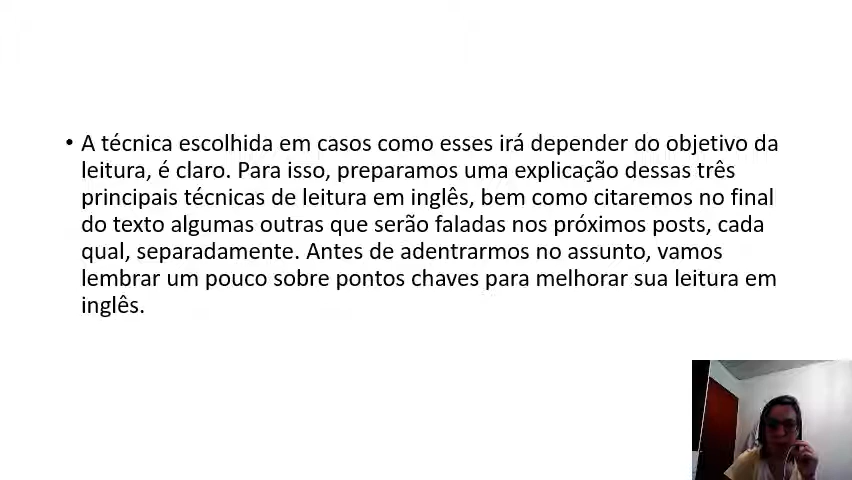 • A técnica escolhida em casos como esses irá depender do objetivo da
leitura, é claro. Para isso, preparamos uma explicação dessas três
principais técnicas de leitura em inglês, bem como citaremos no final
do texto algumas outras que serão faladas nos próximos posts, cada
qual, separadamente. Antes de adentrarmos no assunto, vamos
lembrar um pouco sobre pontos chaves para melhorar sua leitura em
inglês.